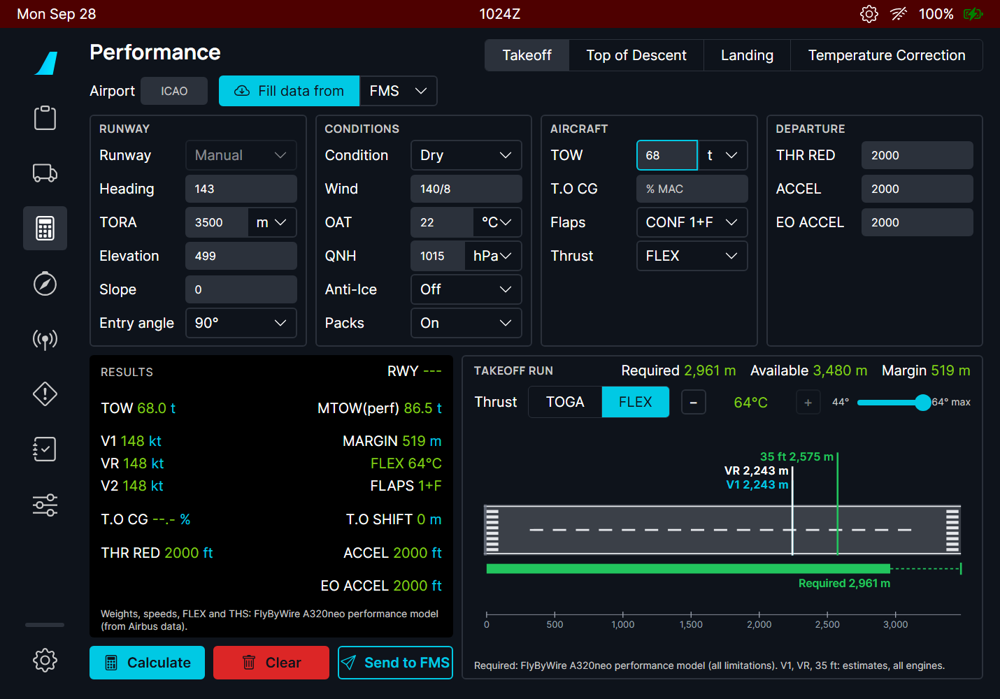 Mon Sep 28
1024Z
100%
Performance
Takeoff
Top of Descent
Landing
Temperature Correction
Airport
ICAO
Fill data from
FMS
RUNWAY
Runway
Manual
Heading
143
TORA
3500
m
Elevation
499
Slope
0
Entry angle
90°
CONDITIONS
Condition
Dry
Wind
140/8
OAT
22
°C
QNH
1015
hPa
Anti-Ice
Off
Packs
On
AIRCRAFT
TOW
68
t
T.O CG
% MAC
Flaps
CONF 1+F
Thrust
FLEX
DEPARTURE
THR RED
2000
ACCEL
2000
EO ACCEL
2000
RESULTS
RWY ---
TOW 68.0 t
MTOW(perf) 86.5 t
V1 148 kt
MARGIN 519 m
VR 148 kt
FLEX 64°C
V2 148 kt
FLAPS 1+F
T.O CG --.- %
T.O SHIFT 0 m
THR RED 2000 ft
ACCEL 2000 ft
EO ACCEL 2000 ft
Weights, speeds, FLEX and THS: FlyByWire A320neo performance model
(from Airbus data).
Calculate
Clear
Send to FMS
TAKEOFF RUN
Required 2,961 m
Available 3,480 m
Margin 519 m
Thrust
TOGA
FLEX
−
64°C
+
44°
64° max
35 ft 2,575 m
VR 2,243 m
V1 2,243 m
Required 2,961 m
0
500
1,000
1,500
2,000
2,500
3,000
Required: FlyByWire A320neo performance model (all limitations). V1, VR, 35 ft: estimates, all engines.